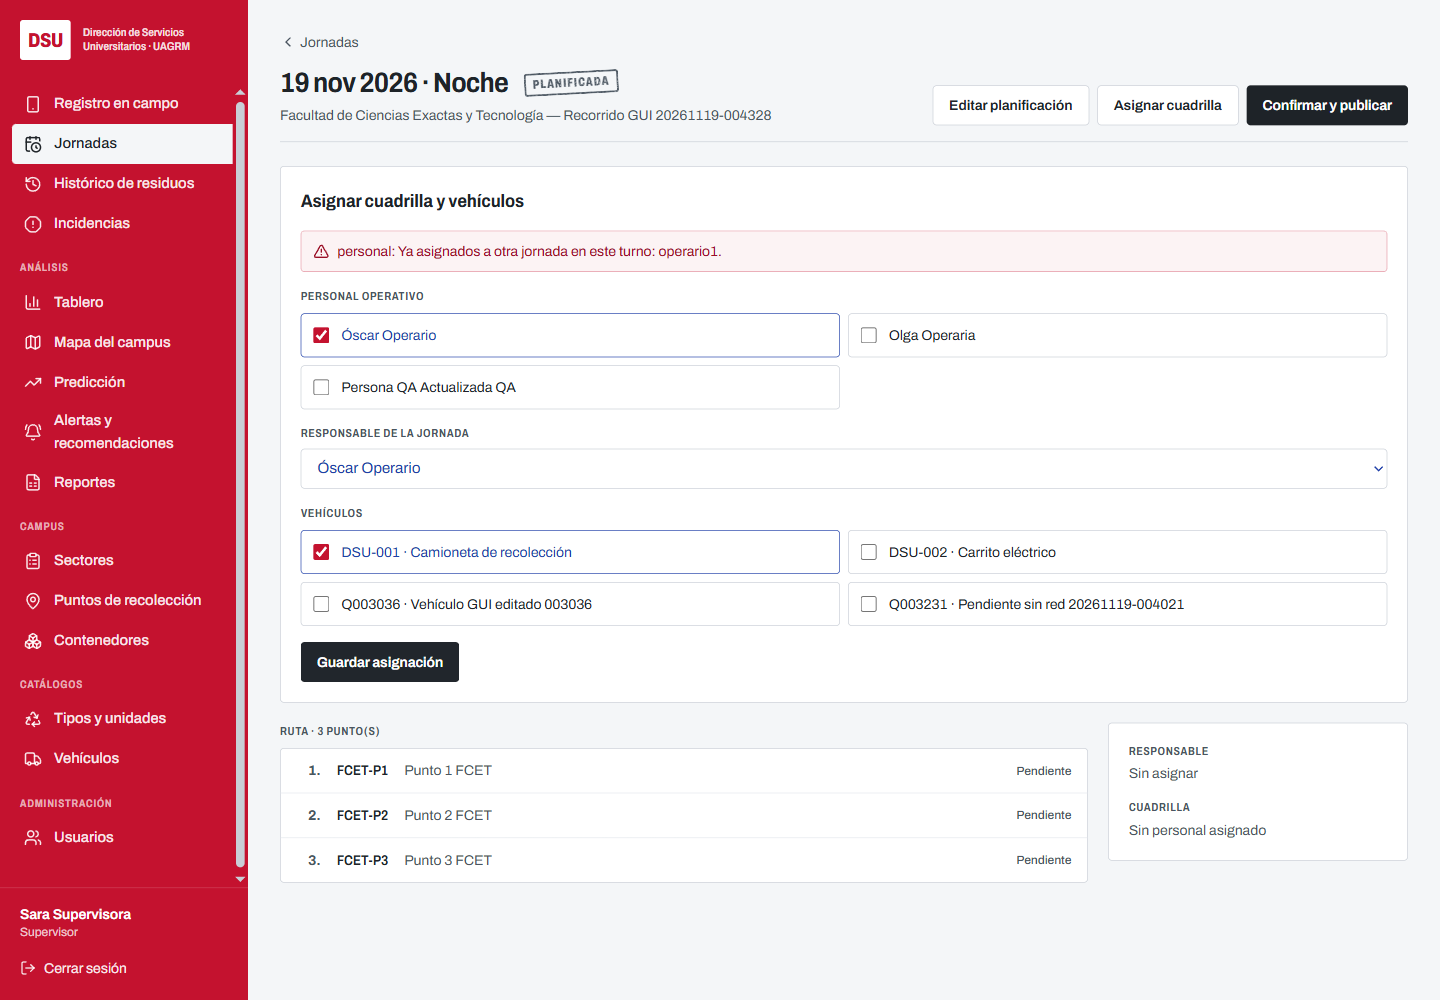 DSU
Dirección de Servicios
Universitarios · UAGRM
Registro en campo
Jornadas
Histórico de residuos
Incidencias
ANÁLISIS
Tablero
Mapa del campus
Predicción
Alertas y
recomendaciones
Reportes
CAMPUS
Sectores
Puntos de recolección
Contenedores
CATÁLOGOS
Tipos y unidades
Vehículos
ADMINISTRACIÓN
Usuarios
Sara Supervisora
Supervisor
Cerrar sesión
Jornadas
19 nov 2026 · Noche PLANIFICADA
Facultad de Ciencias Exactas y Tecnología — Recorrido GUI 20261119-004328
Editar planificación Asignar cuadrilla Confirmar y publicar
Asignar cuadrilla y vehículos
personal: Ya asignados a otra jornada en este turno: operario1.
PERSONAL OPERATIVO
Óscar Operario Olga Operaria
Persona QA Actualizada QA
RESPONSABLE DE LA JORNADA
Óscar Operario
VEHÍCULOS
DSU-001 · Camioneta de recolección DSU-002 · Carrito eléctrico
Q003036 · Vehículo GUI editado 003036 Q003231 · Pendiente sin red 20261119-004021
Guardar asignación
RUTA · 3 PUNTO(S)
1. FCET-P1 Punto 1 FCET Pendiente
2. FCET-P2 Punto 2 FCET Pendiente
3. FCET-P3 Punto 3 FCET Pendiente
RESPONSABLE
Sin asignar
CUADRILLA
Sin personal asignado